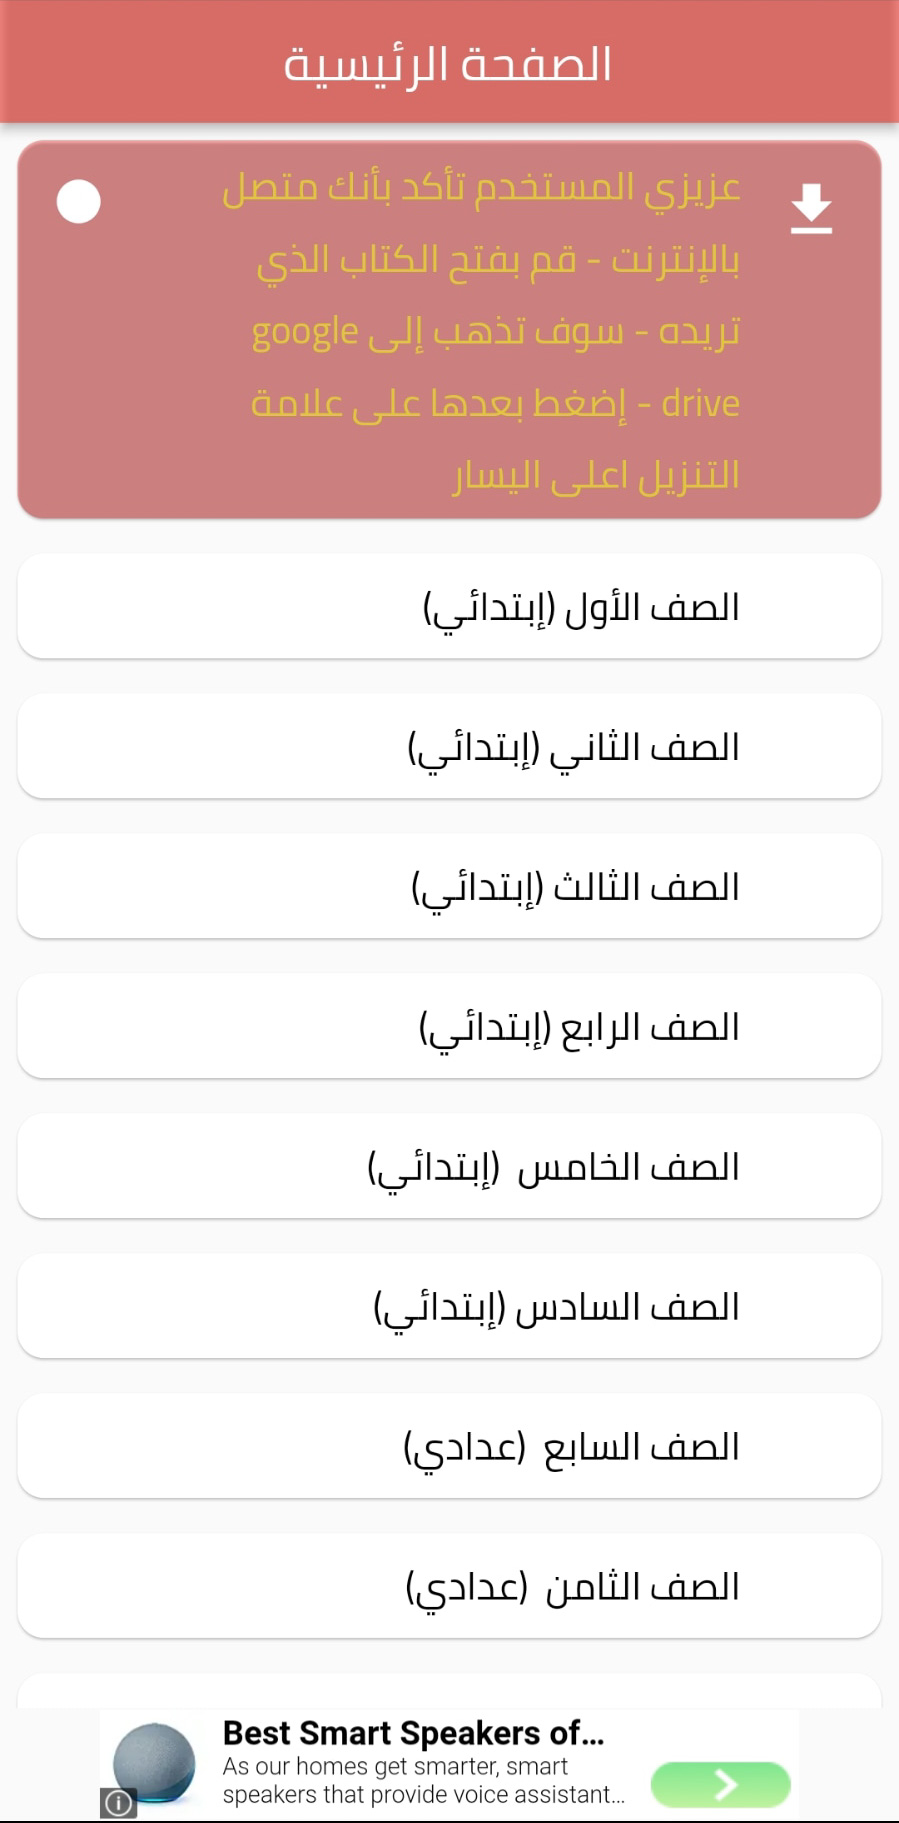 الصفحة الرئيسية
عزيزي المستخدم تأكد بأنك متصل
بالإنترنت - قم بفتح الكتاب الذي
تريده - سوف تذهب إلى google
drive - إضغط بعدها على علامة
التنزيل اعلى اليسار
الصف الأول (إبتدائي)
الصف الثاني (إبتدائي)
الصف الثالث (إبتدائي)
الصف الرابع (إبتدائي)
الصف الخامس (إبتدائي)
الصف السادس (إبتدائي)
الصف السابع (عدادي)
الصف الثامن (عدادي)
Best Smart Speakers of...
As our homes get smarter, smart
speakers that provide voice assistant...